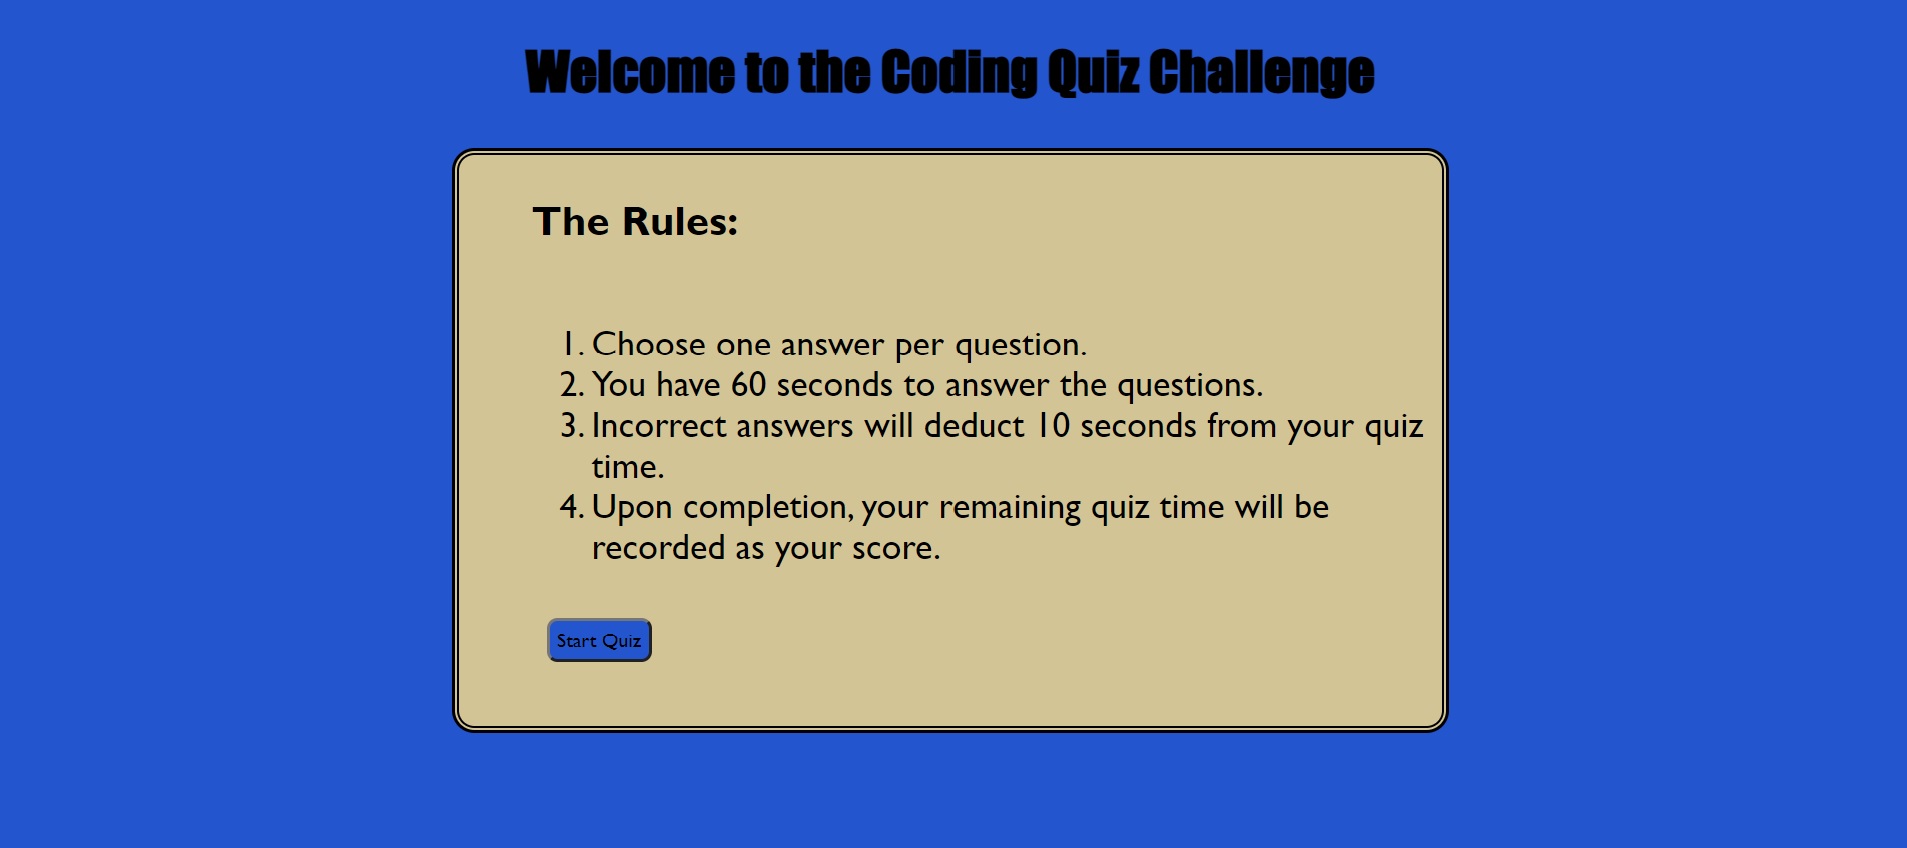 Welcome to the Coding Quiz Challenge
The Rules:
1. Choose one answer per question.
2. You have 60 seconds to answer the questions.
3. Incorrect answers will deduct 10 seconds from your quiz
time.
4. Upon completion, your remaining quiz time will be
recorded as your score.
Start Quiz